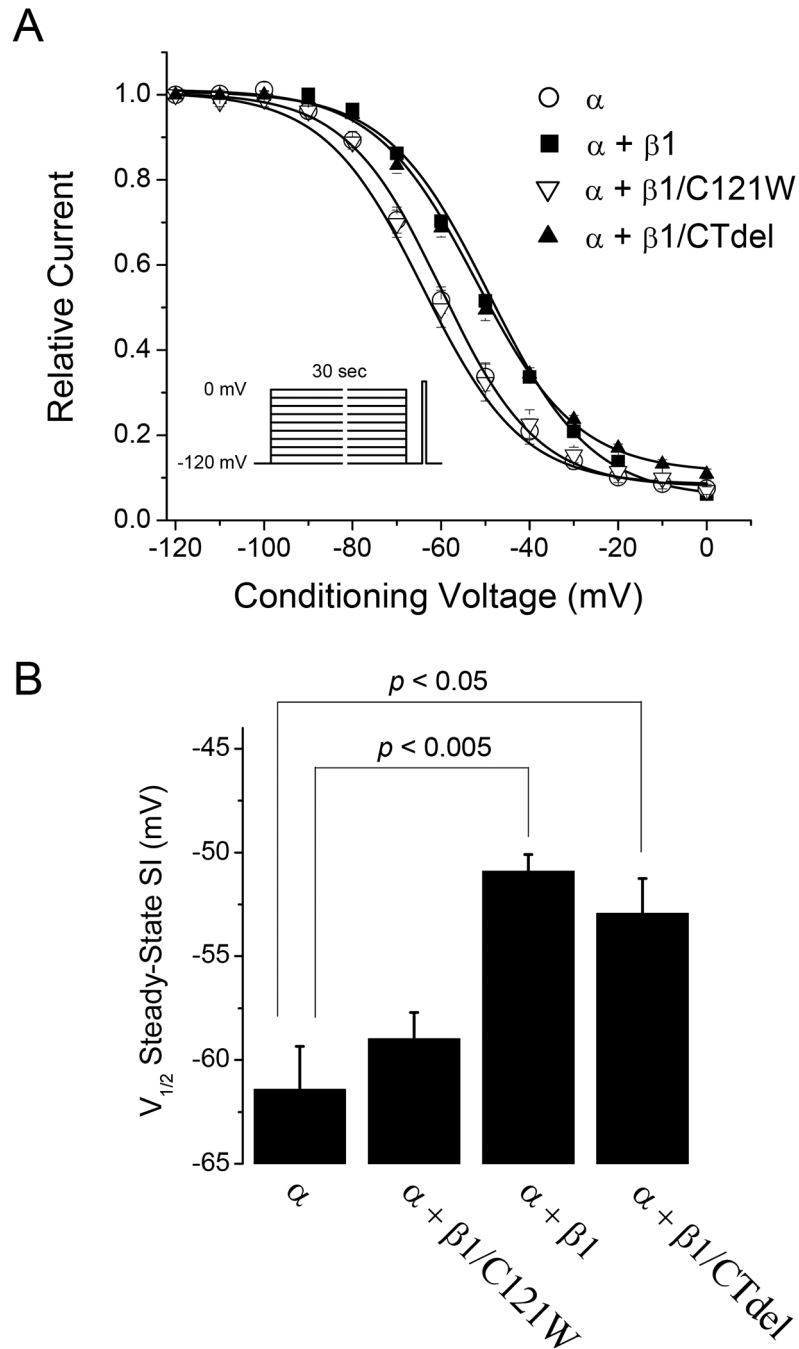 A
1.0
0.8
0.6
0.4
0.2
0.0
Relative Current
α
α + β1
α + β1/C121W
α + β1/CTdel
30 sec
0 mV
-120 mV
-120 -100 -80 -60 -40 -20 0
Conditioning Voltage (mV)
B
p < 0.05
p < 0.005
-45
-50
-55
-60
-65
V1/2 Steady-State SI (mV)
α
α + β1/C121W
α + β1
α + β1/CTdel